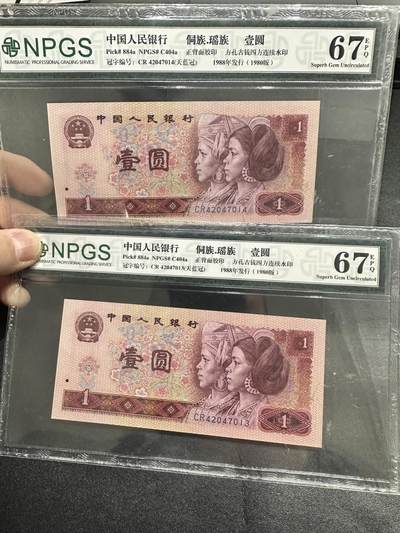 NPGS
NUMISMATIC PROFESSIONAL GRADING SERVICE
中国人民银行 侗族.瑶族 壹圆
Pick# 884a NPGS# C404a 正背面胶印 方孔古钱四方连续水印
冠字编号: CR 42047014(天蓝冠) 1988年发行(1980版)
67 EPQ
Superb Gem Uncirculated
中国人民银行
1
壹圆
1
CR42047014
1
NPGS
NUMISMATIC PROFESSIONAL GRADING SERVICE
中国人民银行 侗族.瑶族 壹圆
Pick# 884a NPGS# C404a 正背面胶印 方孔古钱四方连续水印
冠字编号: CR 42047013(天蓝冠) 1988年发行(1980版)
67 EPQ
Superb Gem Uncirculated
中国人民银行
1
壹圆
1
CR42047013
1